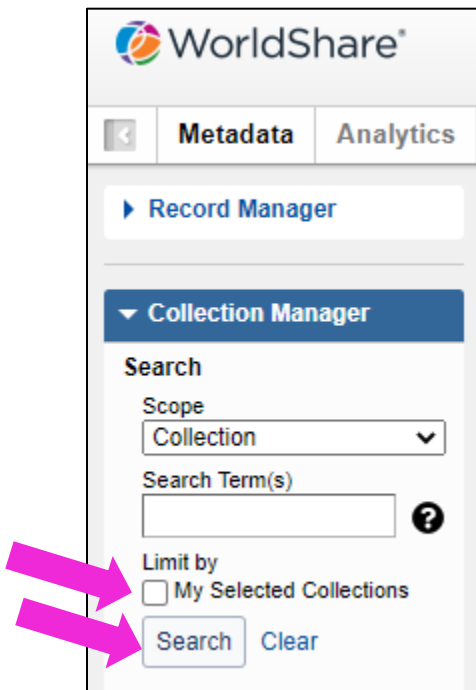 WorldShare®
Metadata Analytics
Record Manager
Collection Manager
Search
Scope
Collection
Search Term(s)
?
Limit by
My Selected Collections
Search Clear